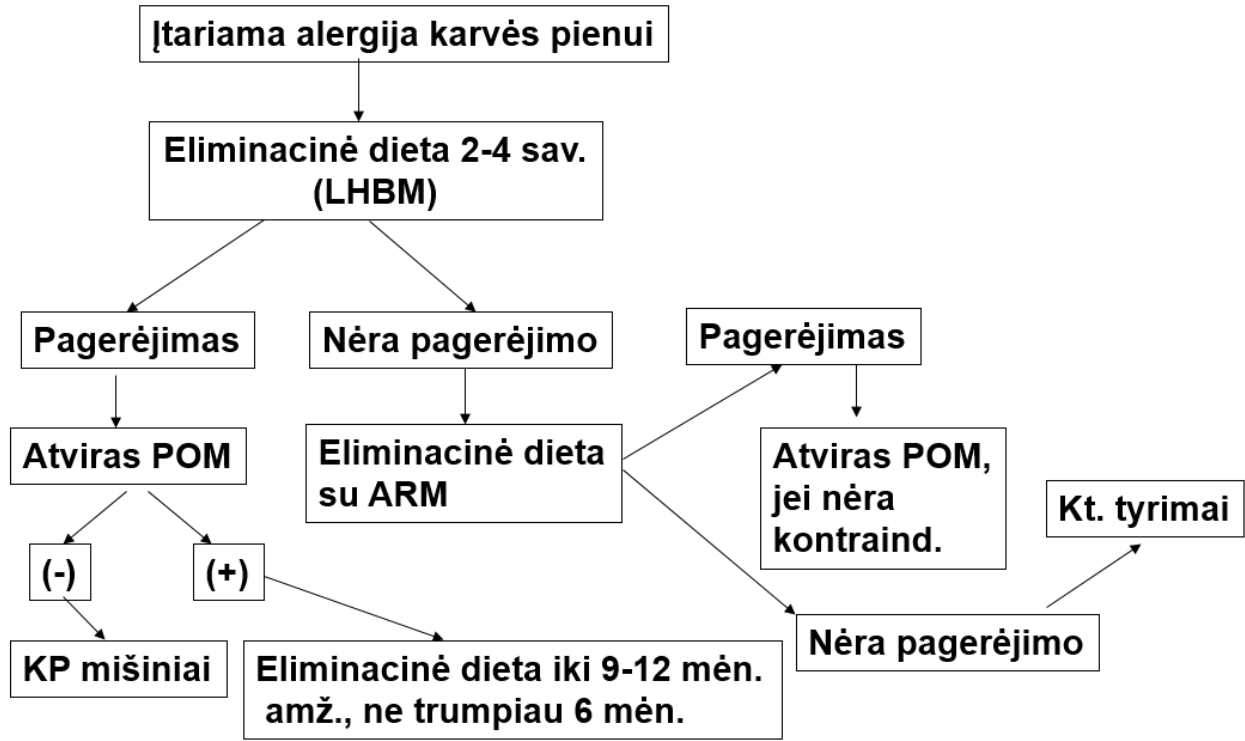 Įtariama alergija karvės pienui
Eliminacinė dieta 2-4 sav.
(LHBM)
Pagerėjimas
Nėra pagerėjimo
Pagerėjimas
Atviras POM
Eliminacinė dieta
su ARM
Atviras POM,
jei nėra
kontraind.
Kt. tyrimai
(-)
(+)
Nėra pagerėjimo
KP mišiniai
Eliminacinė dieta iki 9-12 mėn.
amž., ne trumpiau 6 mėn.